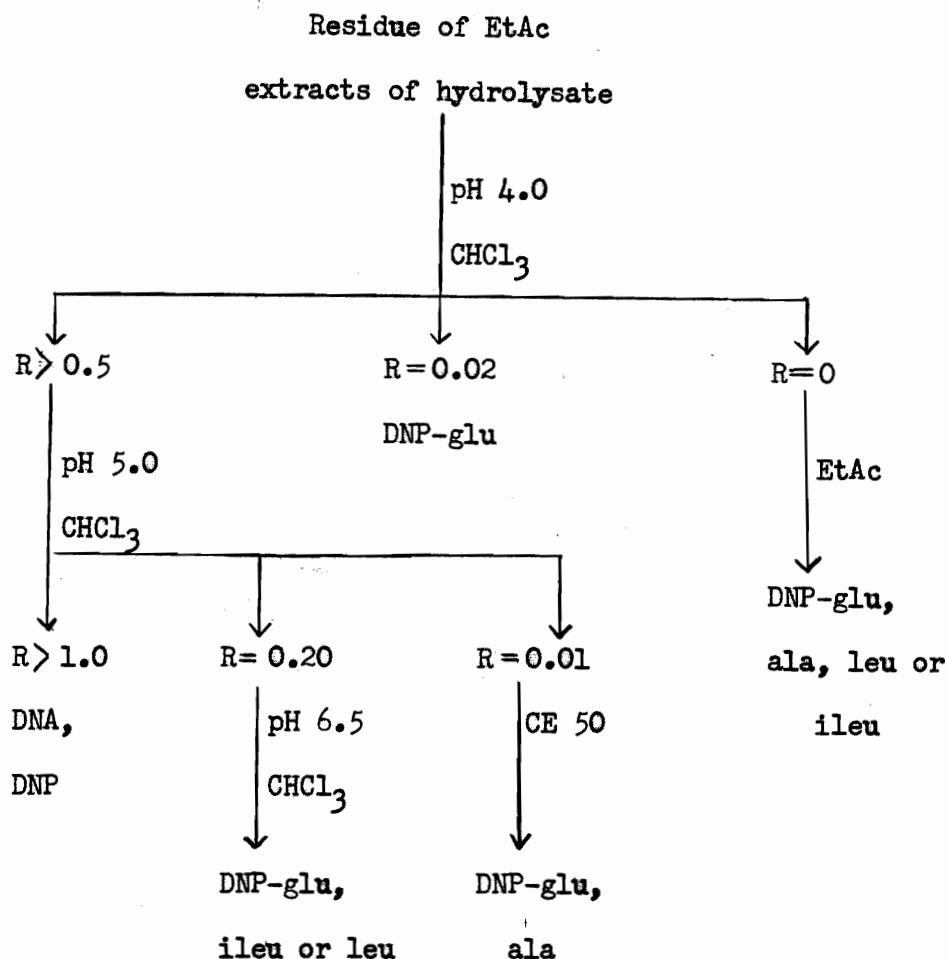 Residue of EtAc
extracts of hydrolysate
pH 4.0
CHCl3
R> 0.5
R=0.02
R=0
DNP-glu
pH 5.0
CHCl3
EtAc
DNP-glu,
ala, leu or
ileu
R> 1.0
DNA,
DNP
R= 0.20
R=0.01
pH 6.5
CHCl3
CE 50
DNP-glu,
ileu or leu
DNP-glu,
ala